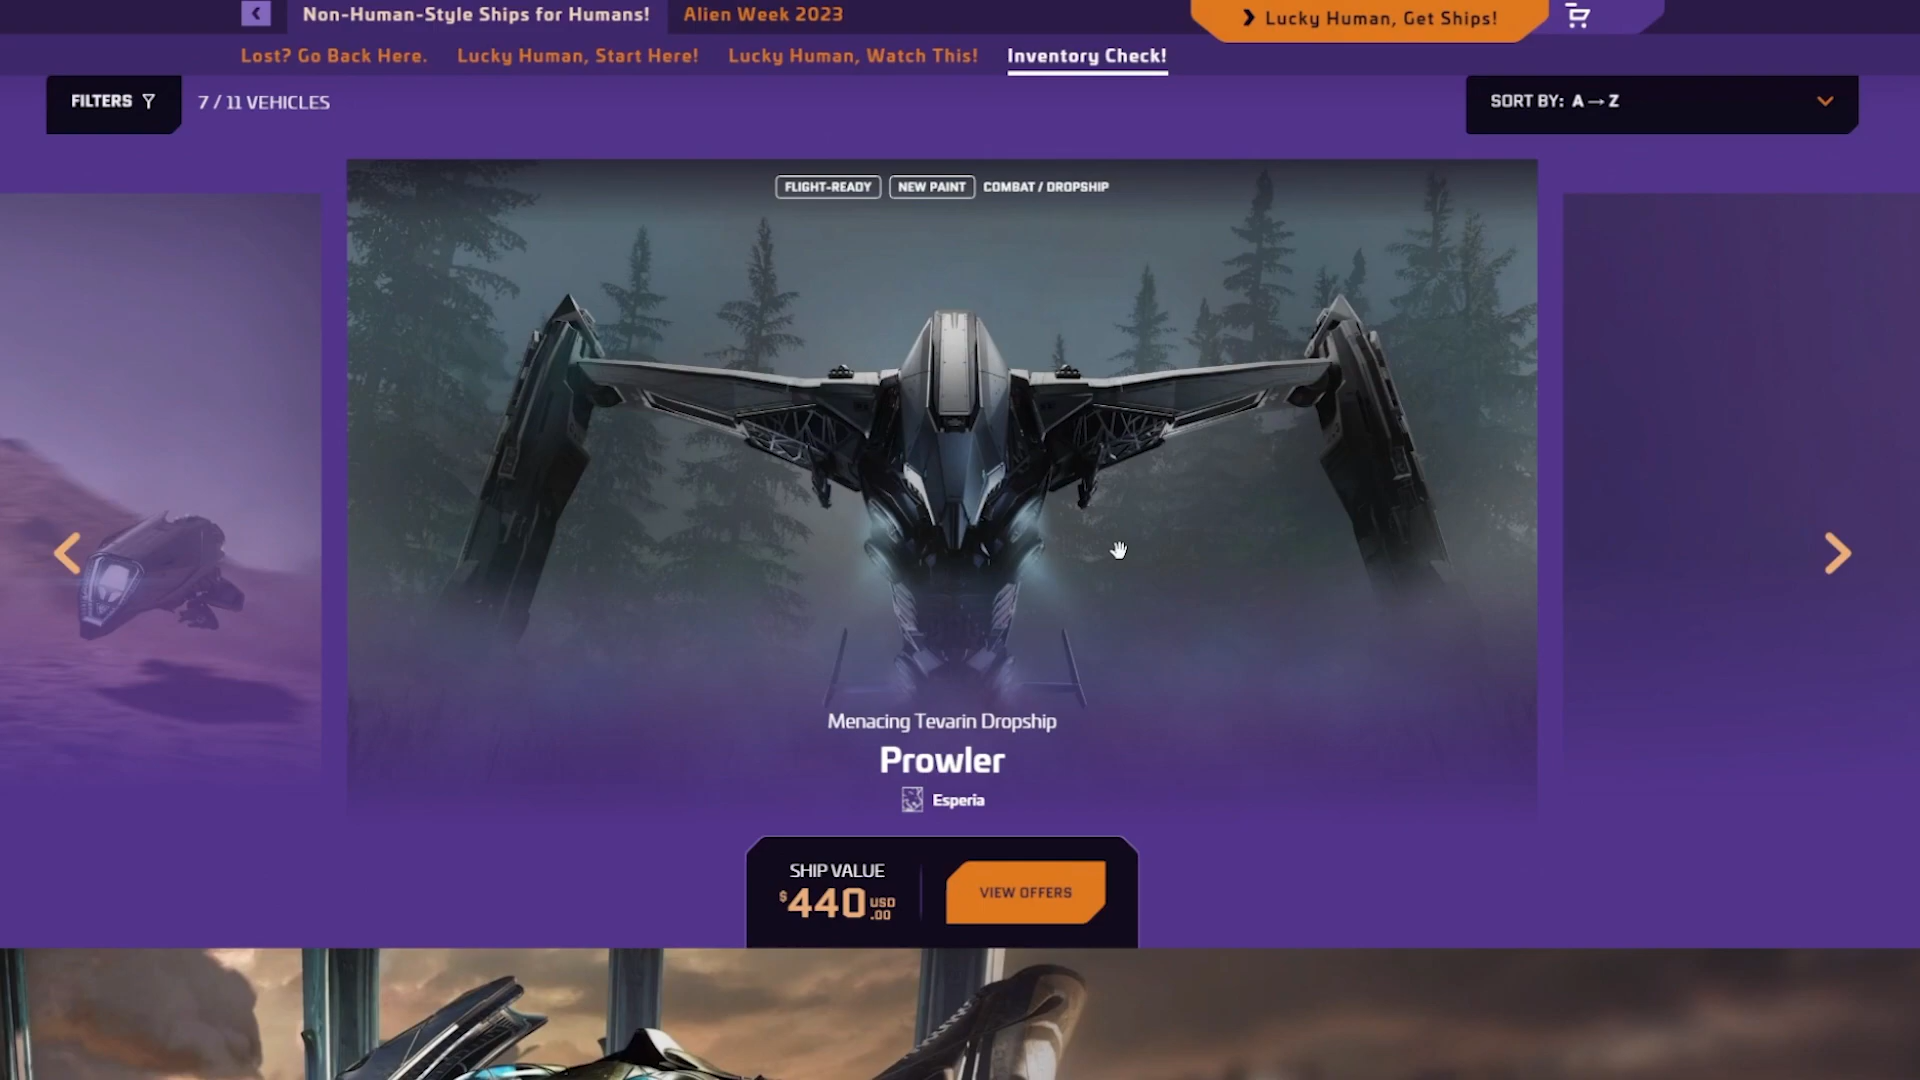 Non-Human-Style Ships for Humans!
Alien Week 2023
Lucky Human, Get Ships!
Lost? Go Back Here.
Lucky Human, Start Here!
Lucky Human, Watch This!
Inventory Check!
FILTERS
7 / 11 VEHICLES
SORT BY: A → Z
FLIGHT-READY
NEW PAINT
COMBAT / DROPSHIP
Menacing Tevarin Dropship
Prowler
Esperia
SHIP VALUE
$440 USD .00
VIEW OFFERS